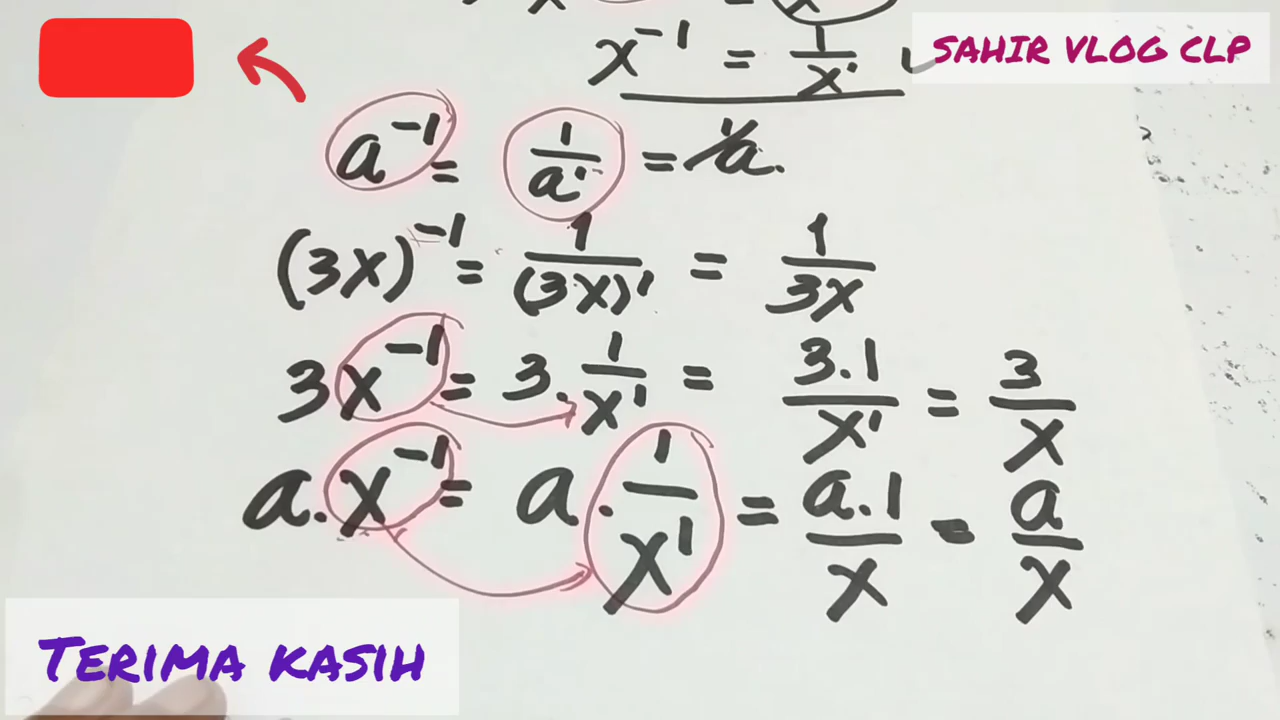 SAHIR VLOG CLP
x⁻¹ = 1/x¹
a⁻¹ = 1/a¹ = 1/a.
(3x)⁻¹ = 1/(3x)¹ = 1/3x
3x⁻¹ = 3 . 1/x¹ = 3.1/x¹ = 3/x
a.x⁻¹ = a . 1/x¹ = a.1/x = a/x
TERIMA KASIH